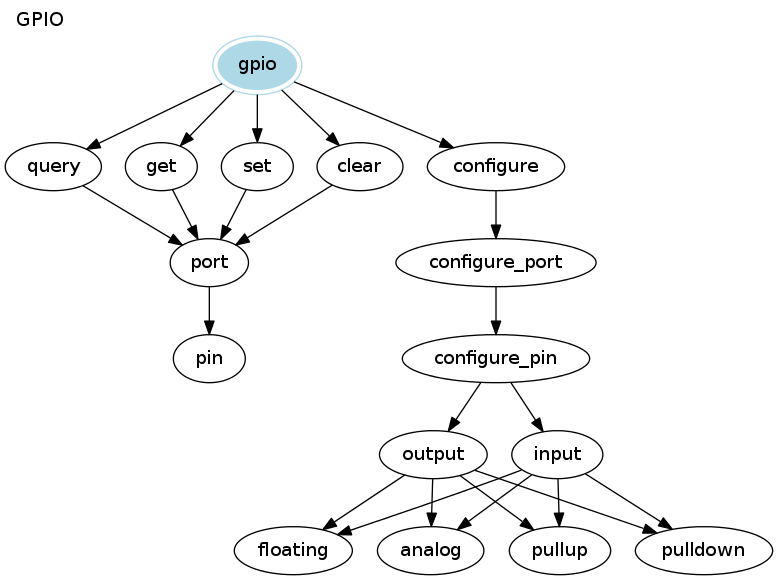 GPIO
gpio
query
get
set
clear
configure
port
configure_port
pin
configure_pin
output
input
floating
analog
pullup
pulldown